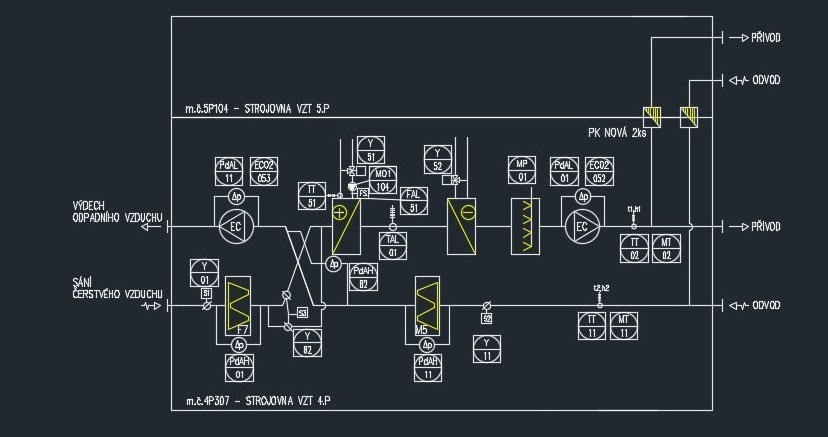 PŘÍVOD
ODVOD
m.č.5P104 - STROJOVNA VZT 5.P
PK NOVÁ 2ks
Y
51
Y
52
PdAL
11
ECO2
053
MO1
104
MP
01
PdAL
01
ECO2
052
Δp
TT
51
FS
FAL
51
Δp
VÝDECH
ODPADNÍHO VZDUCHU
EC
EC
t1,h1
PŘÍVOD
TAL
01
TT
02
MT
02
Δp
PdAH
82
Y
01
SÁNÍ
ČERSTVÉHO VZDUCHU
S1
t2,h2
ODVOD
S3
S2
F7
M5
TT
11
MT
11
Δp
Y
82
Δp
Y
11
PdAH
01
PdAH
11
m.č.4P307 - STROJOVNA VZT 4.P